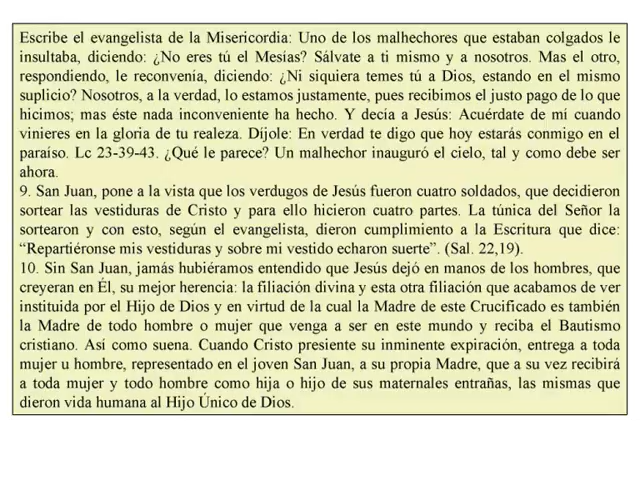 Escribe el evangelista de la Misericordia: Uno de los malhechores que estaban colgados le
insultaba, diciendo: ¿No eres tú el Mesías? Sálvate a ti mismo y a nosotros. Mas el otro,
respondiendo, le reconvenía, diciendo: ¿Ni siquiera temes tú a Dios, estando en el mismo
suplicio? Nosotros, a la verdad, lo estamos justamente, pues recibimos el justo pago de lo que
hicimos; mas éste nada inconveniente ha hecho. Y decía a Jesús: Acuérdate de mí cuando
vinieres en la gloria de tu realeza. Díjole: En verdad te digo que hoy estarás conmigo en el
paraíso. Lc 23-39-43. ¿Qué le parece? Un malhechor inauguró el cielo, tal y como debe ser
ahora.
9. San Juan, pone a la vista que los verdugos de Jesús fueron cuatro soldados, que decidieron
sortear las vestiduras de Cristo y para ello hicieron cuatro partes. La túnica del Señor la
sortearon y con esto, según el evangelista, dieron cumplimiento a la Escritura que dice:
“Repartiéronse mis vestiduras y sobre mi vestido echaron suerte”. (Sal. 22,19).
10. Sin San Juan, jamás hubiéramos entendido que Jesús dejó en manos de los hombres, que
creyeran en Él, su mejor herencia: la filiación divina y esta otra filiación que acabamos de ver
instituida por el Hijo de Dios y en virtud de la cual la Madre de este Crucificado es también
la Madre de todo hombre o mujer que venga a ser en este mundo y reciba el Bautismo
cristiano. Así como suena. Cuando Cristo presiente su inminente expiración, entrega a toda
mujer u hombre, representado en el joven San Juan, a su propia Madre, que a su vez recibirá
a toda mujer y todo hombre como hija o hijo de sus maternales entrañas, las mismas que
dieron vida humana al Hijo Único de Dios.